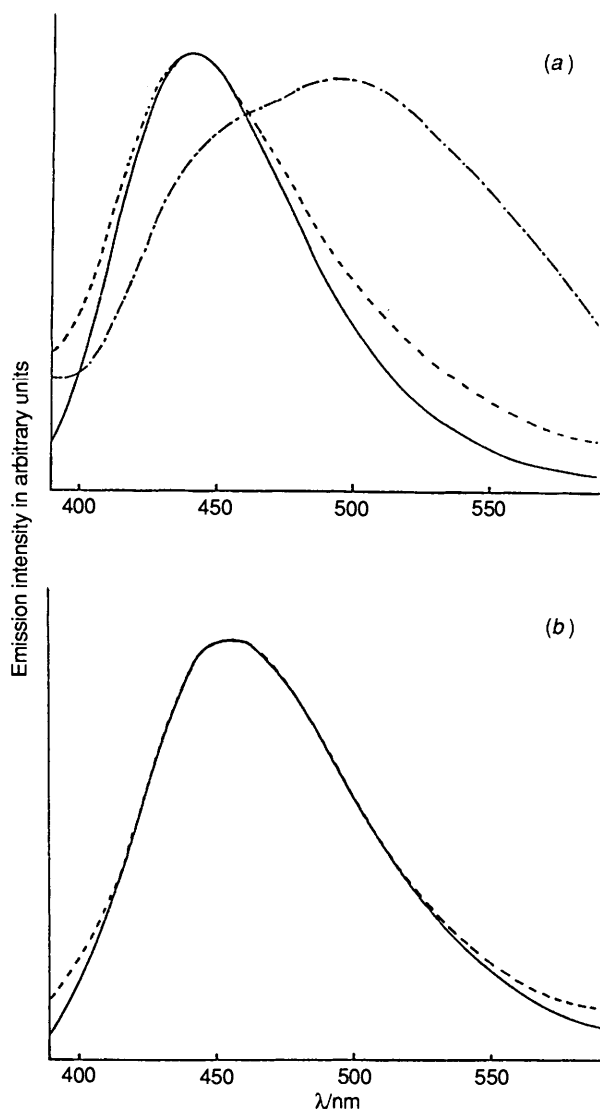 (a)
400 450 500 550
Emission intensity in arbitrary units
(b)
400 450 500 550
λ/nm